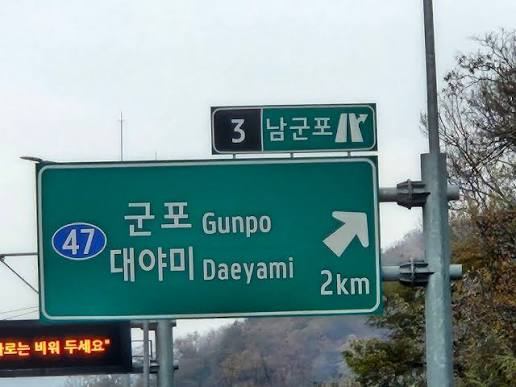 3 남군포
군포 Gunpo
47
대야미 Daeyami
2km
로는 비워 두세요"